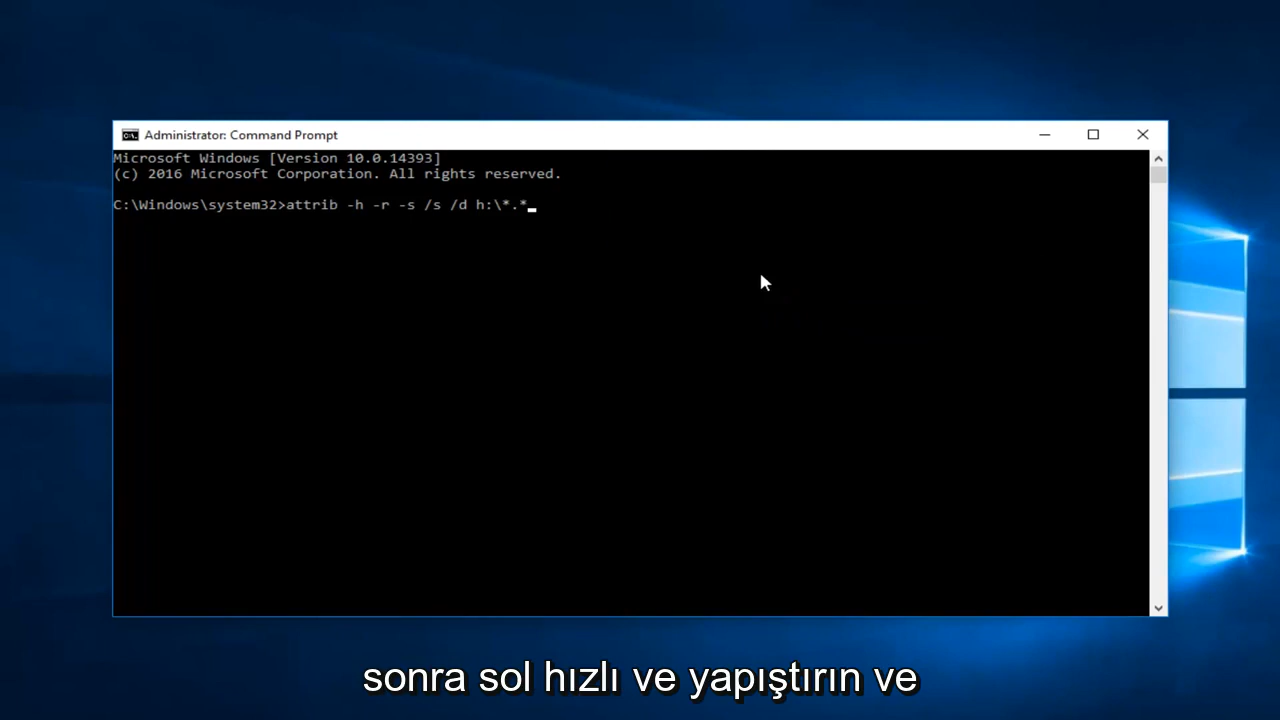 Administrator: Command Prompt
Microsoft Windows [Version 10.0.14393]
(c) 2016 Microsoft Corporation. All rights reserved.
C:\Windows\system32>attrib -h -r -s /s /d h:\*.*
sonra sol hızlı ve yapıştırın ve